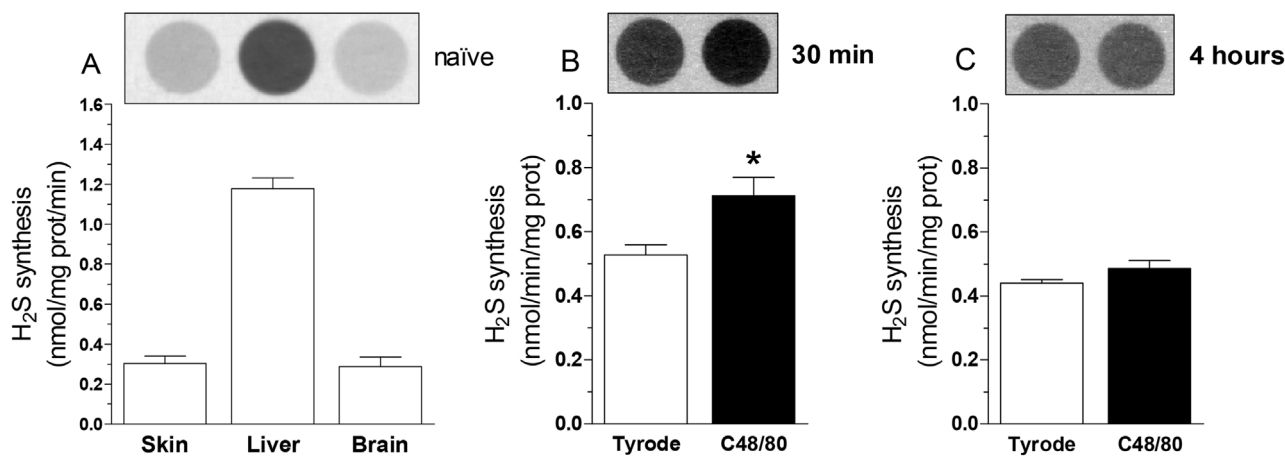 A
naïve
H₂S synthesis
(nmol/mg prot/min)
1.6
1.4
1.2
1.0
0.8
0.6
0.4
0.2
0.0
Skin Liver Brain
B
30 min
H₂S synthesis
(nmol/min/mg prot)
1.0
0.8
0.6
0.4
0.2
0.0
*
Tyrode C48/80
C
4 hours
H₂S synthesis
(nmol/min/mg prot)
1.0
0.8
0.6
0.4
0.2
0.0
Tyrode C48/80